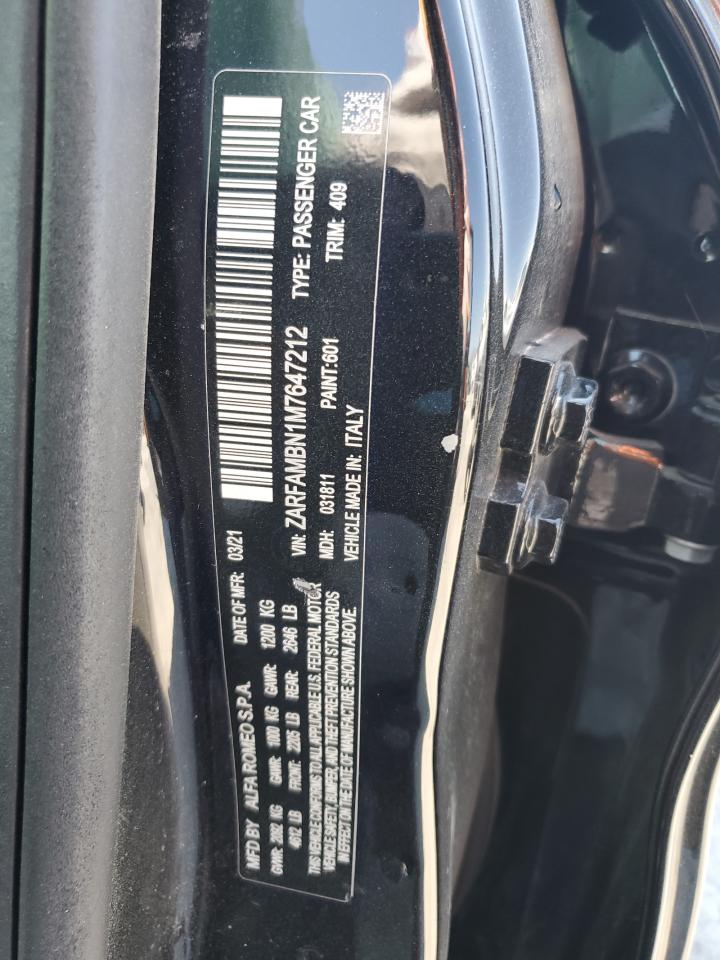 MFD BY ALFA ROMEO S.P.A. DATE OF MFR: 03/21
GVWR: 2092 KG GAWR: 1000 KG GAWR: 1200 KG
4612 LB FRONT: 2205 LB REAR: 2646 LB
THIS VEHICLE CONFORMS TO ALL APPLICABLE U.S. FEDERAL MOTOR
VEHICLE SAFETY, BUMPER, AND THEFT PREVENTION STANDARDS
IN EFFECT ON THE DATE OF MANUFACTURE SHOWN ABOVE.
VIN: ZARFAMBN1M7647212 TYPE: PASSENGER CAR
MDH: 031811 PAINT:601 TRIM: 409
VEHICLE MADE IN: ITALY